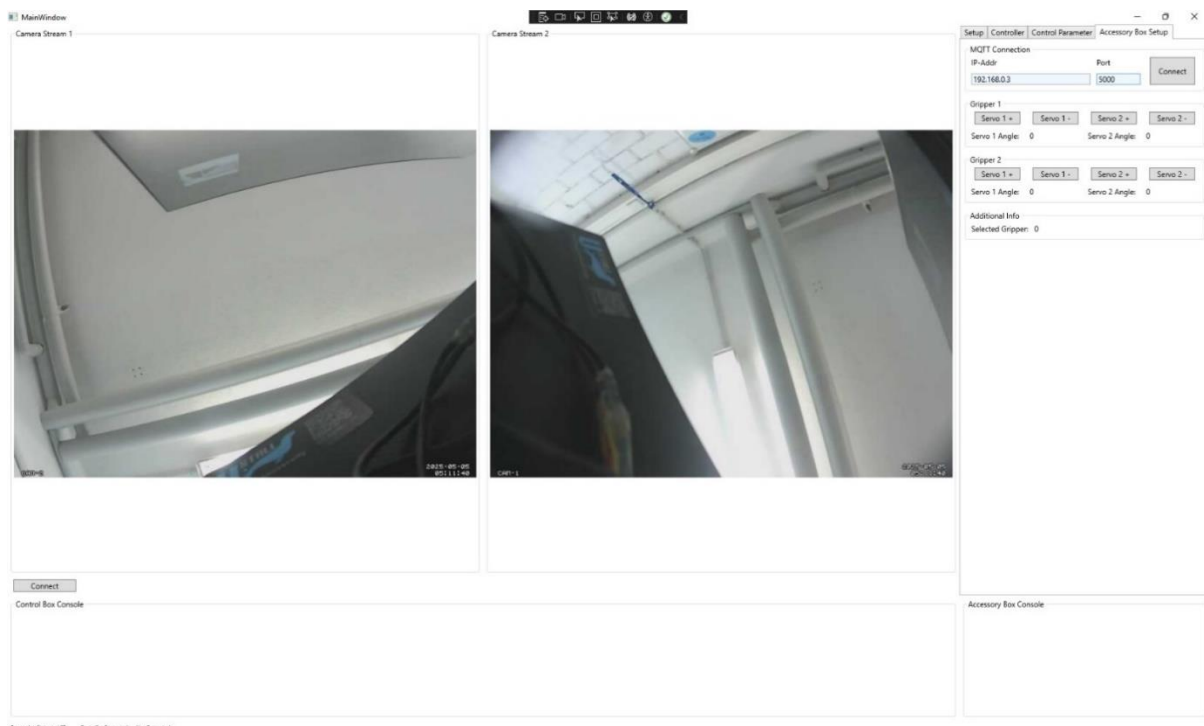 MainWindow
Camera Stream 1
Camera Stream 2
Setup Controller Control Parameter Accessory Box Setup
MQTT Connection
IP-Addr Port
192.168.0.3 5000 Connect
Gripper 1
Servo 1 + Servo 1 - Servo 2 + Servo 2 -
Servo 1 Angle: 0 Servo 2 Angle: 0
Gripper 2
Servo 1 + Servo 1 - Servo 2 + Servo 2 -
Servo 1 Angle: 0 Servo 2 Angle: 0
Additional Info
Selected Gripper: 0
2025-05-05
05:11:40
CAM-1
Connect
Control Box Console
Accessory Box Console